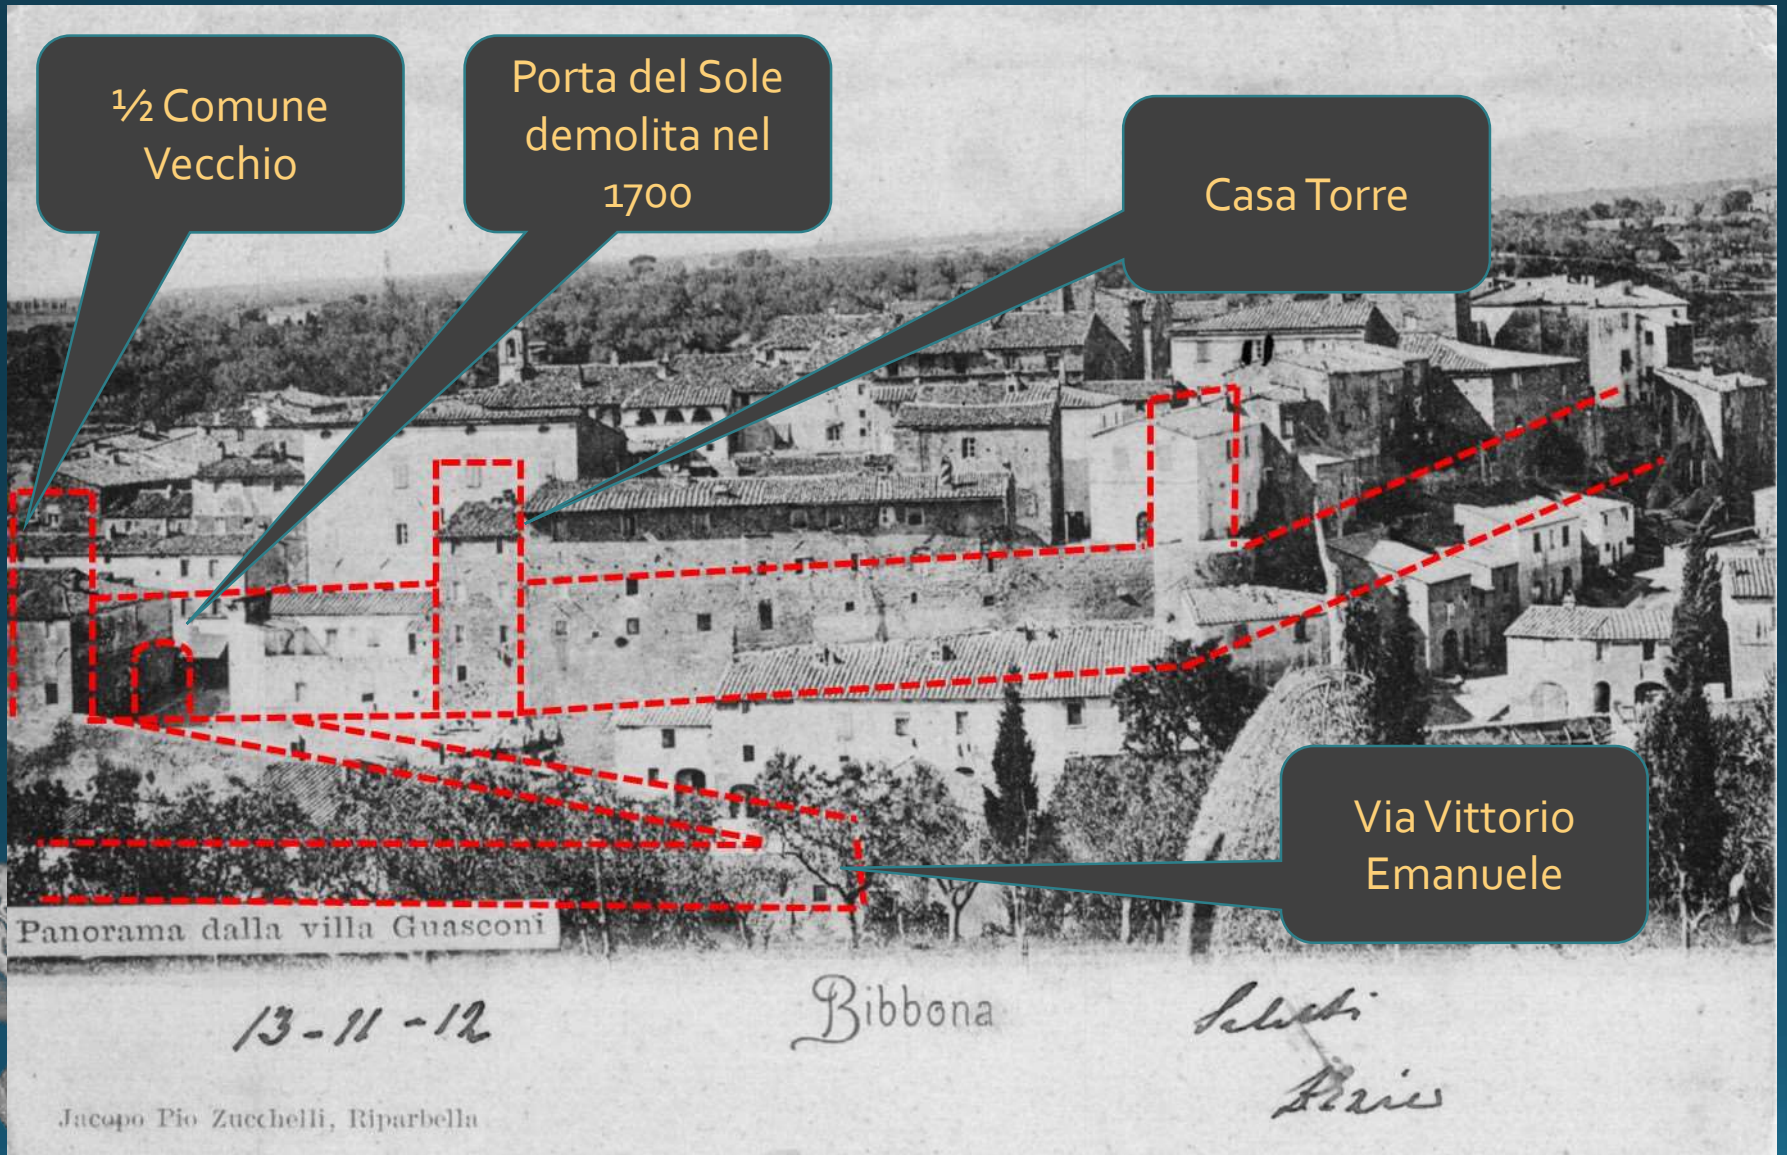 ½ Comune
Vecchio
Porta del Sole
demolita nel
1700
Casa Torre
Via Vittorio
Emanuele
Panorama dalla villa Guasconi
13-11-12
Bibbona
Saluti
Jacopo Pio Zucchelli, Riparbella